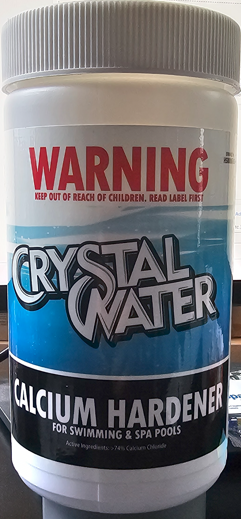 WARNING
KEEP OUT OF REACH OF CHILDREN. READ LABEL FIRST
CRYSTAL
WATER
CALCIUM HARDENER
FOR SWIMMING & SPA POOLS
Active Ingredients: >74% Calcium Chloride